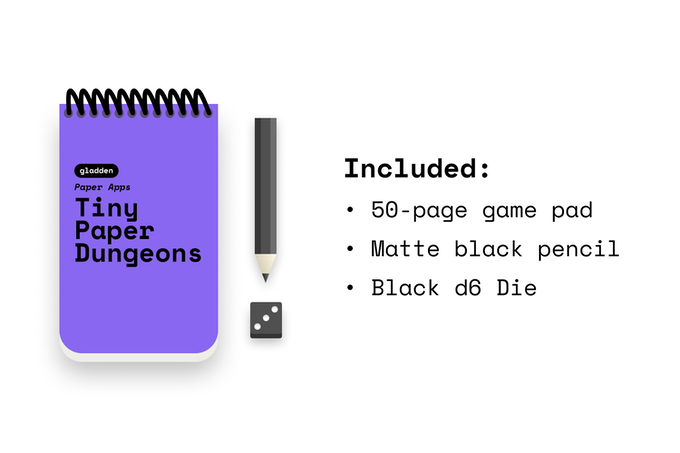 gladden
Paper Apps
Tiny
Paper
Dungeons
Included:
• 50-page game pad
• Matte black pencil
• Black d6 Die